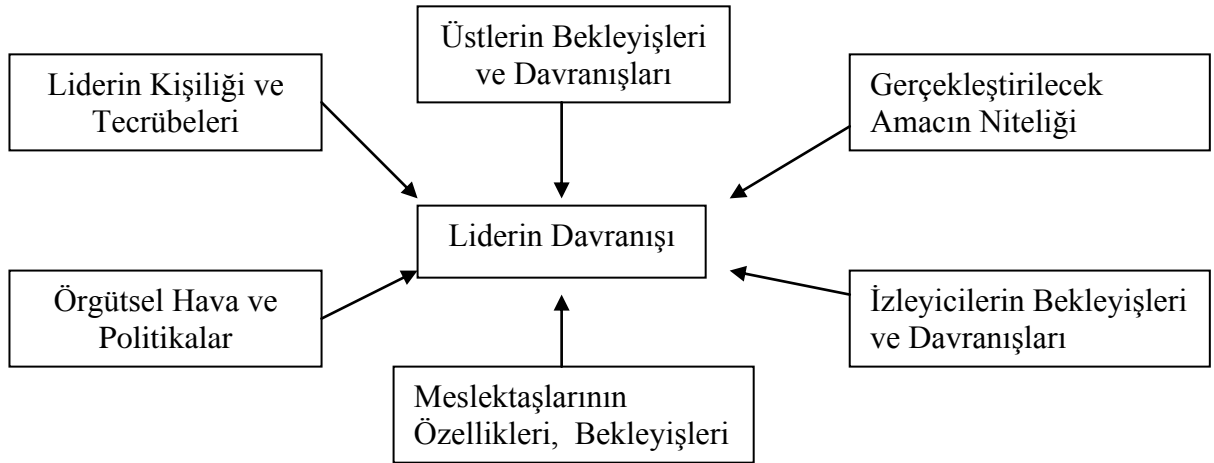 Üstlerin Bekleyişleri
ve Davranışları
Liderin Kişiliği ve
Tecrübeleri
Gerçekleştirilecek
Amacın Niteliği
Liderin Davranışı
Örgütsel Hava ve
Politikalar
İzleyicilerin Bekleyişleri
ve Davranışları
Meslektaşlarının
Özellikleri, Bekleyişleri